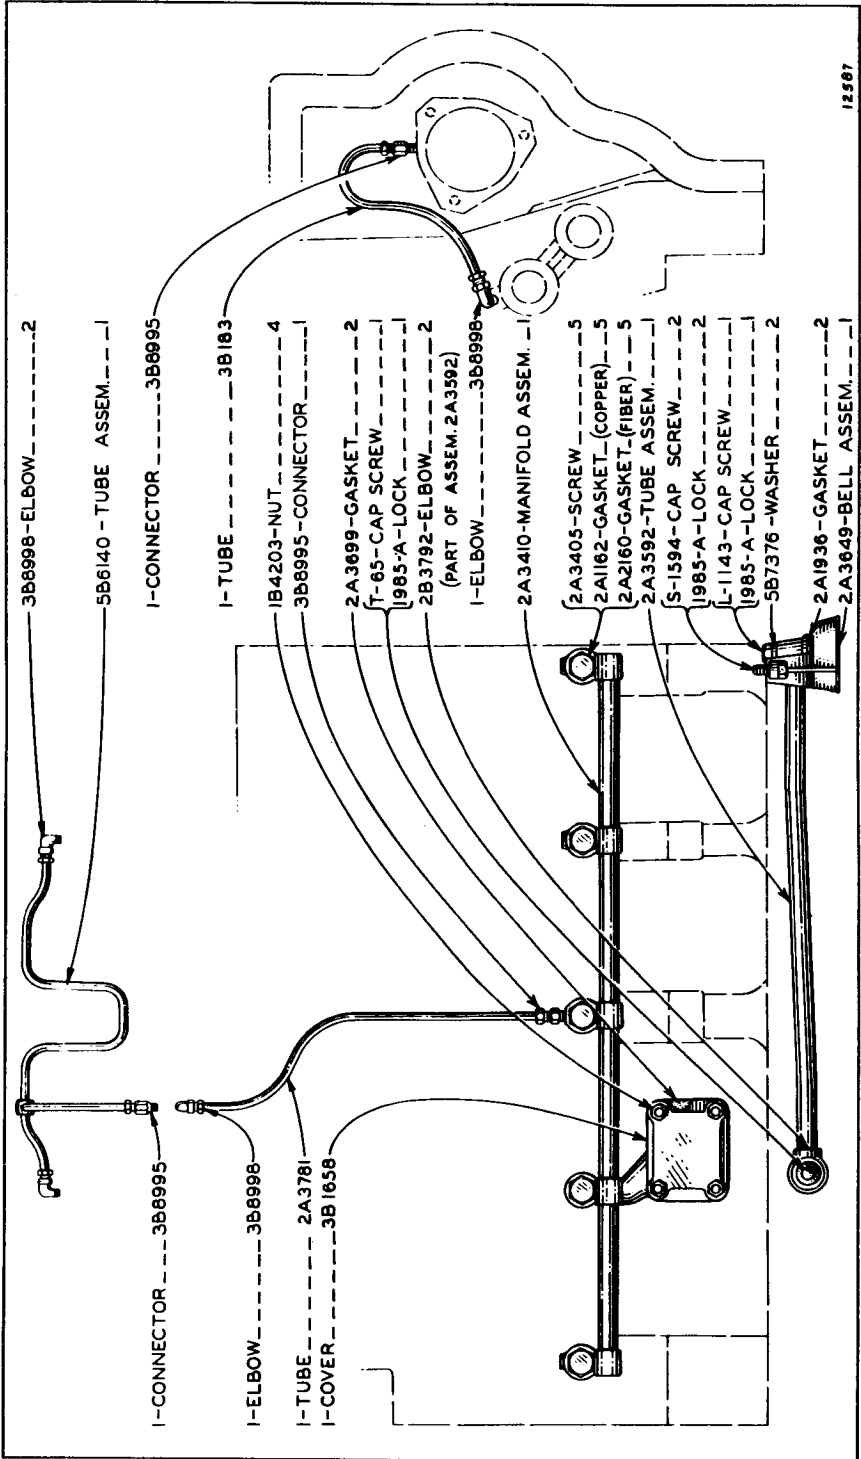 3B8998-ELBOW-------2
5B6140-TUBE ASSEM.---1
1-CONNECTOR----3B8995
1-TUBE-------3B183
1B4203-NUT-----4
3B8995-CONNECTOR----1
2A3699-GASKET-----2
T-65-CAP SCREW-----1
1985-A-LOCK-------1
2B3792-ELBOW-----2
(PART OF ASSEM. 2A3592)
1-ELBOW-----3B8998
2A3410-MANIFOLD ASSEM.--1
2A3405-SCREW------5
2A1162-GASKET-(COPPER)--5
2A2160-GASKET-(FIBER)--5
2A3592-TUBE ASSEM.----1
S-1594-CAP SCREW----2
1985-A-LOCK-------2
L-1143-CAP SCREW----1
1985-A-LOCK-------1
5B7376-WASHER-----2
2A1936-GASKET------2
2A3649-BELL ASSEM.---1
1-CONNECTOR---3B8995
1-ELBOW-----3B8998
1-TUBE------2A3781
1-COVER-----3B1658
12587